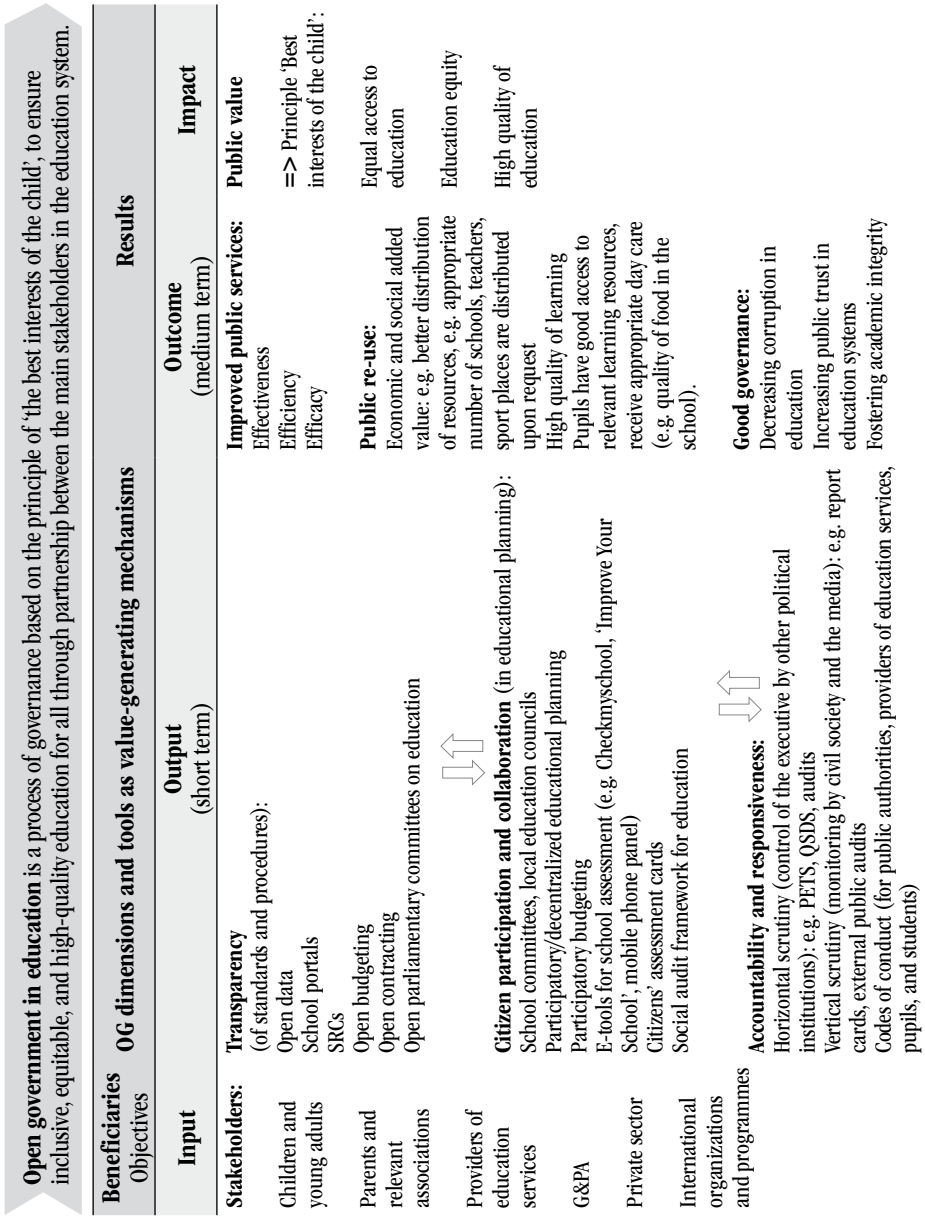 Open government in education is a process of governance based on the principle of ‘the best interests of the child’, to ensure
inclusive, equitable, and high-quality education for all through partnership between the main stakeholders in the education system.
Beneficiaries
Objectives
OG dimensions and tools as value-generating mechanisms
Results
Input
Output
(short term)
Outcome
(medium term)
Impact
Stakeholders:
Children and
young adults
Parents and
relevant
associations
Providers of
education
services
G&PA
Private sector
International
organizations
and programmes
Transparency
(of standards and procedures):
Open data
School portals
SRCs
Open budgeting
Open contracting
Open parliamentary committees on education
Citizen participation and collaboration (in educational planning):
School committees, local education councils
Participatory/decentralized educational planning
Participatory budgeting
E-tools for school assessment (e.g. Checkmyschool, ‘Improve Your
School’, mobile phone panel)
Citizens’ assessment cards
Social audit framework for education
Accountability and responsiveness:
Horizontal scrutiny (control of the executive by other political
institutions): e.g. PETS, QSDS, audits
Vertical scrutiny (monitoring by civil society and the media): e.g. report
cards, external public audits
Codes of conduct (for public authorities, providers of education services,
pupils, and students)
Improved public services:
Effectiveness
Efficiency
Efficacy
Public re-use:
Economic and social added
value: e.g. better distribution
of resources, e.g. appropriate
number of schools, teachers,
sport places are distributed
upon request
High quality of learning
Pupils have good access to
relevant learning resources,
receive appropriate day care
(e.g. quality of food in the
school).
Good governance:
Decreasing corruption in
education
Increasing public trust in
education systems
Fostering academic integrity
Public value
=> Principle ‘Best
interests of the child’:
Equal access to
education
Education equity
High quality of
education